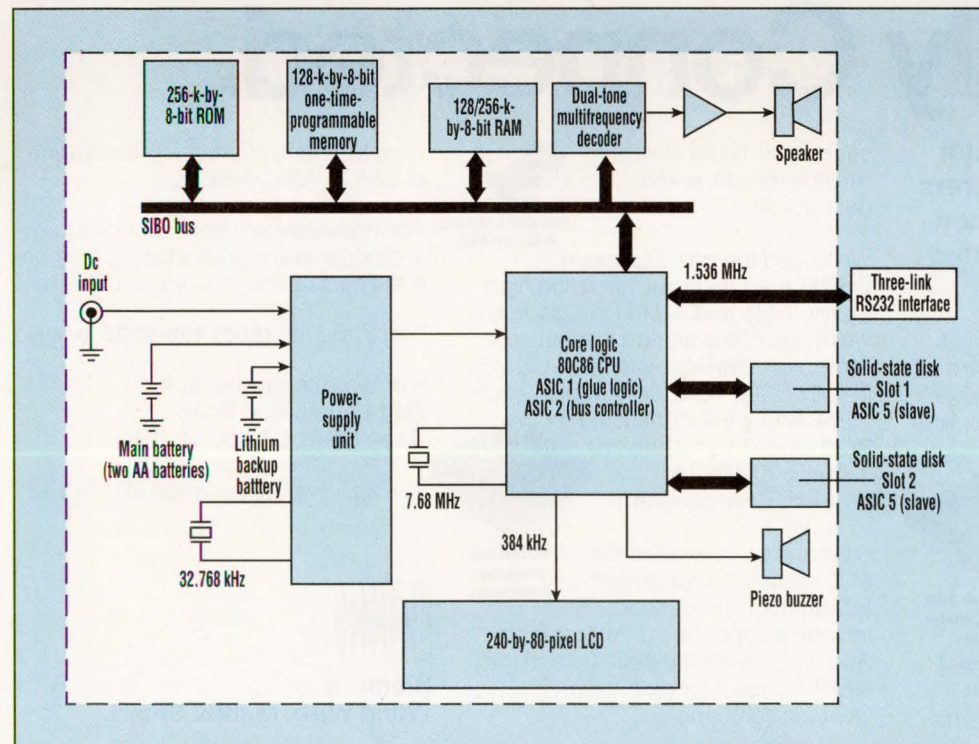 256-k-by-
8-bit ROM
128-k-by-8-bit
one-time-
programmable
memory
128/256-k-
by-8-bit RAM
Dual-tone
multifrequency
decoder
Speaker
SIBO bus
Dc
input
1.536 MHz
Three-link
RS232 interface
Core logic
80C86 CPU
ASIC 1 (glue logic)
ASIC 2 (bus controller)
Solid-state disk
Slot 1
ASIC 5 (slave)
Power-
supply
unit
Main battery
(two AA batteries)
Lithium
backup
batttery
Solid-state disk
Slot 2
ASIC 5 (slave)
7.68 MHz
384 kHz
32.768 kHz
Piezo buzzer
240-by-80-pixel LCD